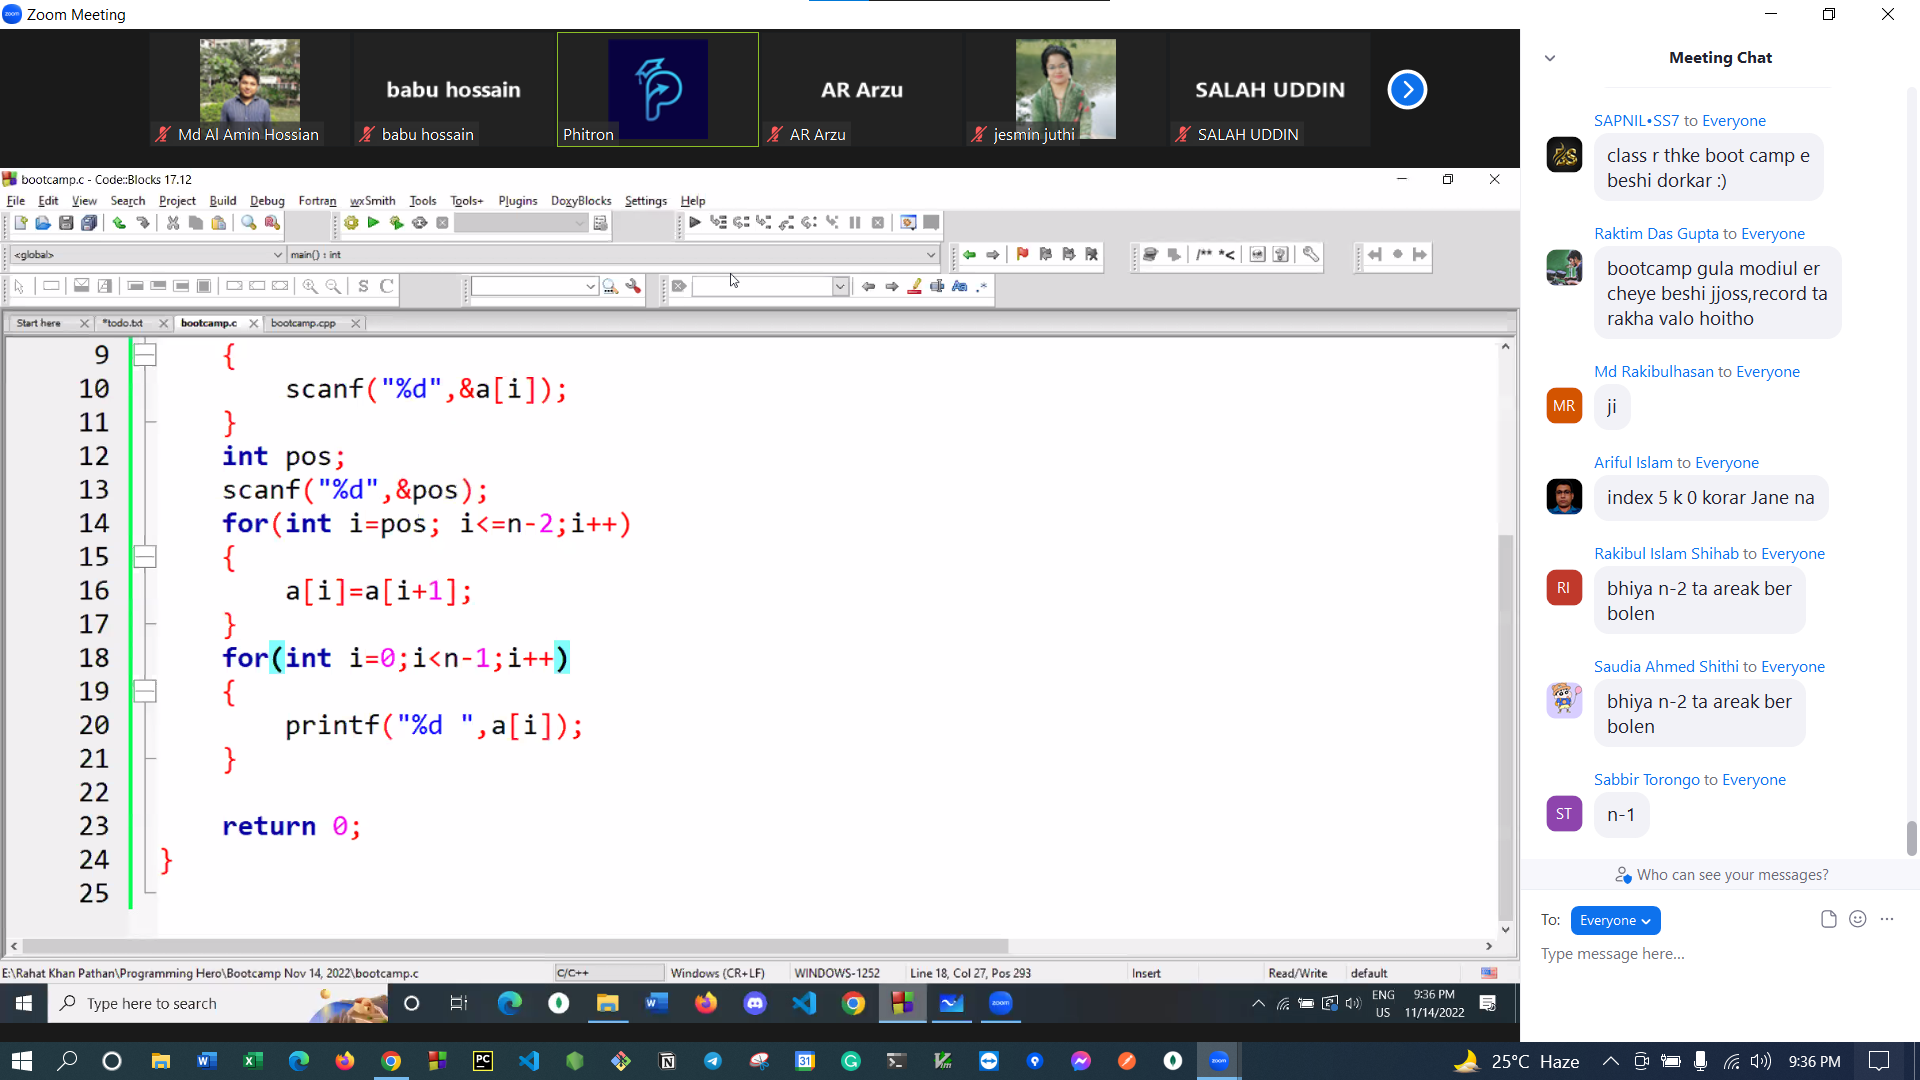 Zoom Meeting
babu hossain
AR Arzu
SALAH UDDIN
Md Al Amin Hossian
babu hossain
Phitron
AR Arzu
jesmin juthi
SALAH UDDIN
bootcamp.c - Code::Blocks 17.12
File Edit View Search Project Build Debug Fortran wxSmith Tools Tools+ Plugins DoxyBlocks Settings Help
<global>
main() : int
/** *<
S C
Aa .*
Start here
*todo.txt
bootcamp.c
bootcamp.cpp
9 {
10 scanf("%d",&a[i]);
11 }
12 int pos;
13 scanf("%d",&pos);
14 for(int i=pos; i<=n-2;i++)
15 {
16 a[i]=a[i+1];
17 }
18 for(int i=0;i<n-1;i++)
19 {
20 printf("%d ",a[i]);
21 }
22
23 return 0;
24 }
25
E:\Rahat Khan Pathan\Programming Hero\Bootcamp Nov 14, 2022\bootcamp.c
C/C++
Windows (CR+LF)
WINDOWS-1252
Line 18, Col 27, Pos 293
Insert
Read/Write
default
Type here to search
zoom
ENG
US
9:36 PM
11/14/2022
Meeting Chat
SAPNIL•SS7 to Everyone
class r thke boot camp e
beshi dorkar :)
Raktim Das Gupta to Everyone
bootcamp gula modiul er
cheye beshi jjoss,record ta
rakha valo hoitho
Md Rakibulhasan to Everyone
MR
ji
Ariful Islam to Everyone
index 5 k 0 korar Jane na
Rakibul Islam Shihab to Everyone
RI
bhiya n-2 ta areak ber
bolen
Saudia Ahmed Shithi to Everyone
bhiya n-2 ta areak ber
bolen
Sabbir Torongo to Everyone
ST
n-1
Who can see your messages?
To: Everyone
Type message here...
PC
31
zoom
25°C Haze
9:36 PM